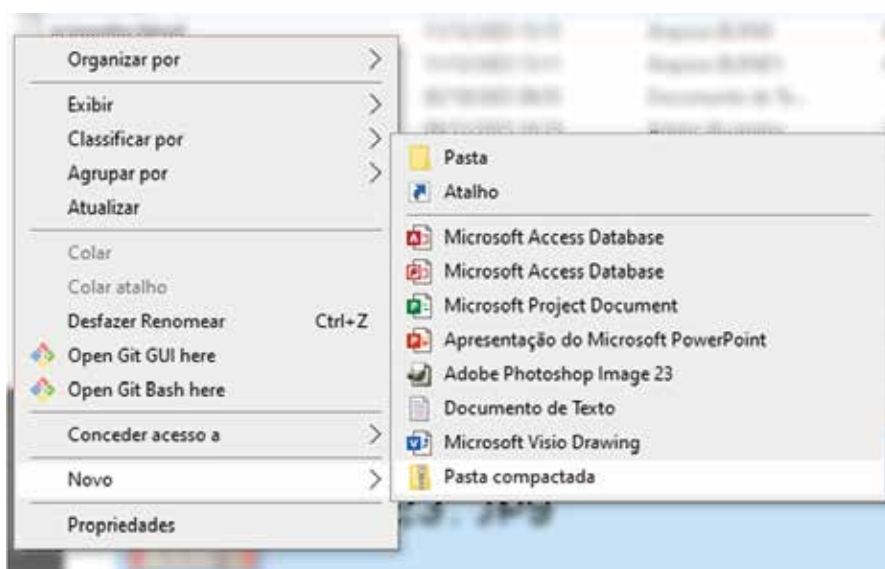 Organizar por
Exibir
Classificar por
Agrupar por
Atualizar
Colar
Colar atalho
Desfazer Renomear Ctrl+Z
Open Git GUI here
Open Git Bash here
Conceder acesso a
Novo
Propriedades
Pasta
Atalho
Microsoft Access Database
Microsoft Access Database
Microsoft Project Document
Apresentação do Microsoft PowerPoint
Adobe Photoshop Image 23
Documento de Texto
Microsoft Visio Drawing
Pasta compactada